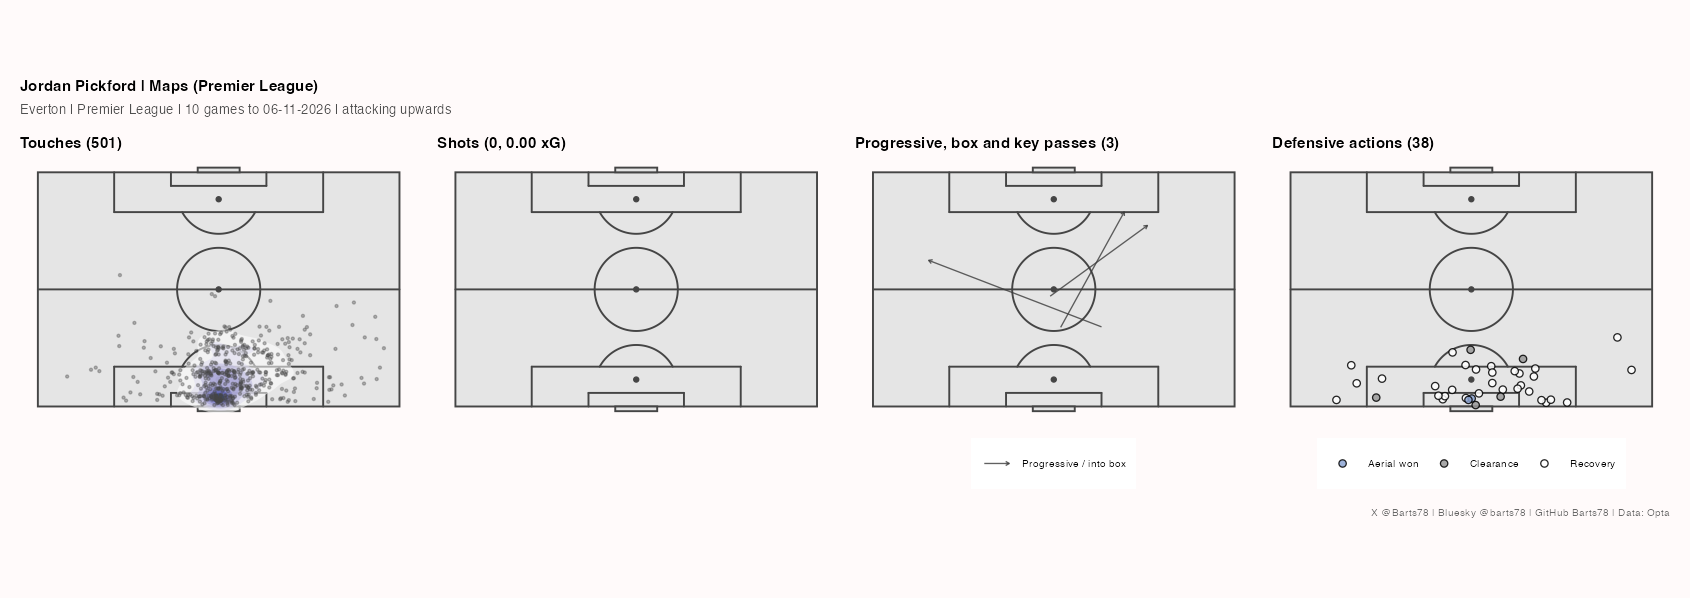 Jordan Pickford | Maps (Premier League)
Everton | Premier League | 10 games to 06-11-2026 | attacking upwards
Touches (501)
Shots (0, 0.00 xG)
Progressive, box and key passes (3)
Defensive actions (38)
Progressive / into box
Aerial won
Clearance
Recovery
X @Barts78 | Bluesky @barts78 | GitHub Barts78 | Data: Opta